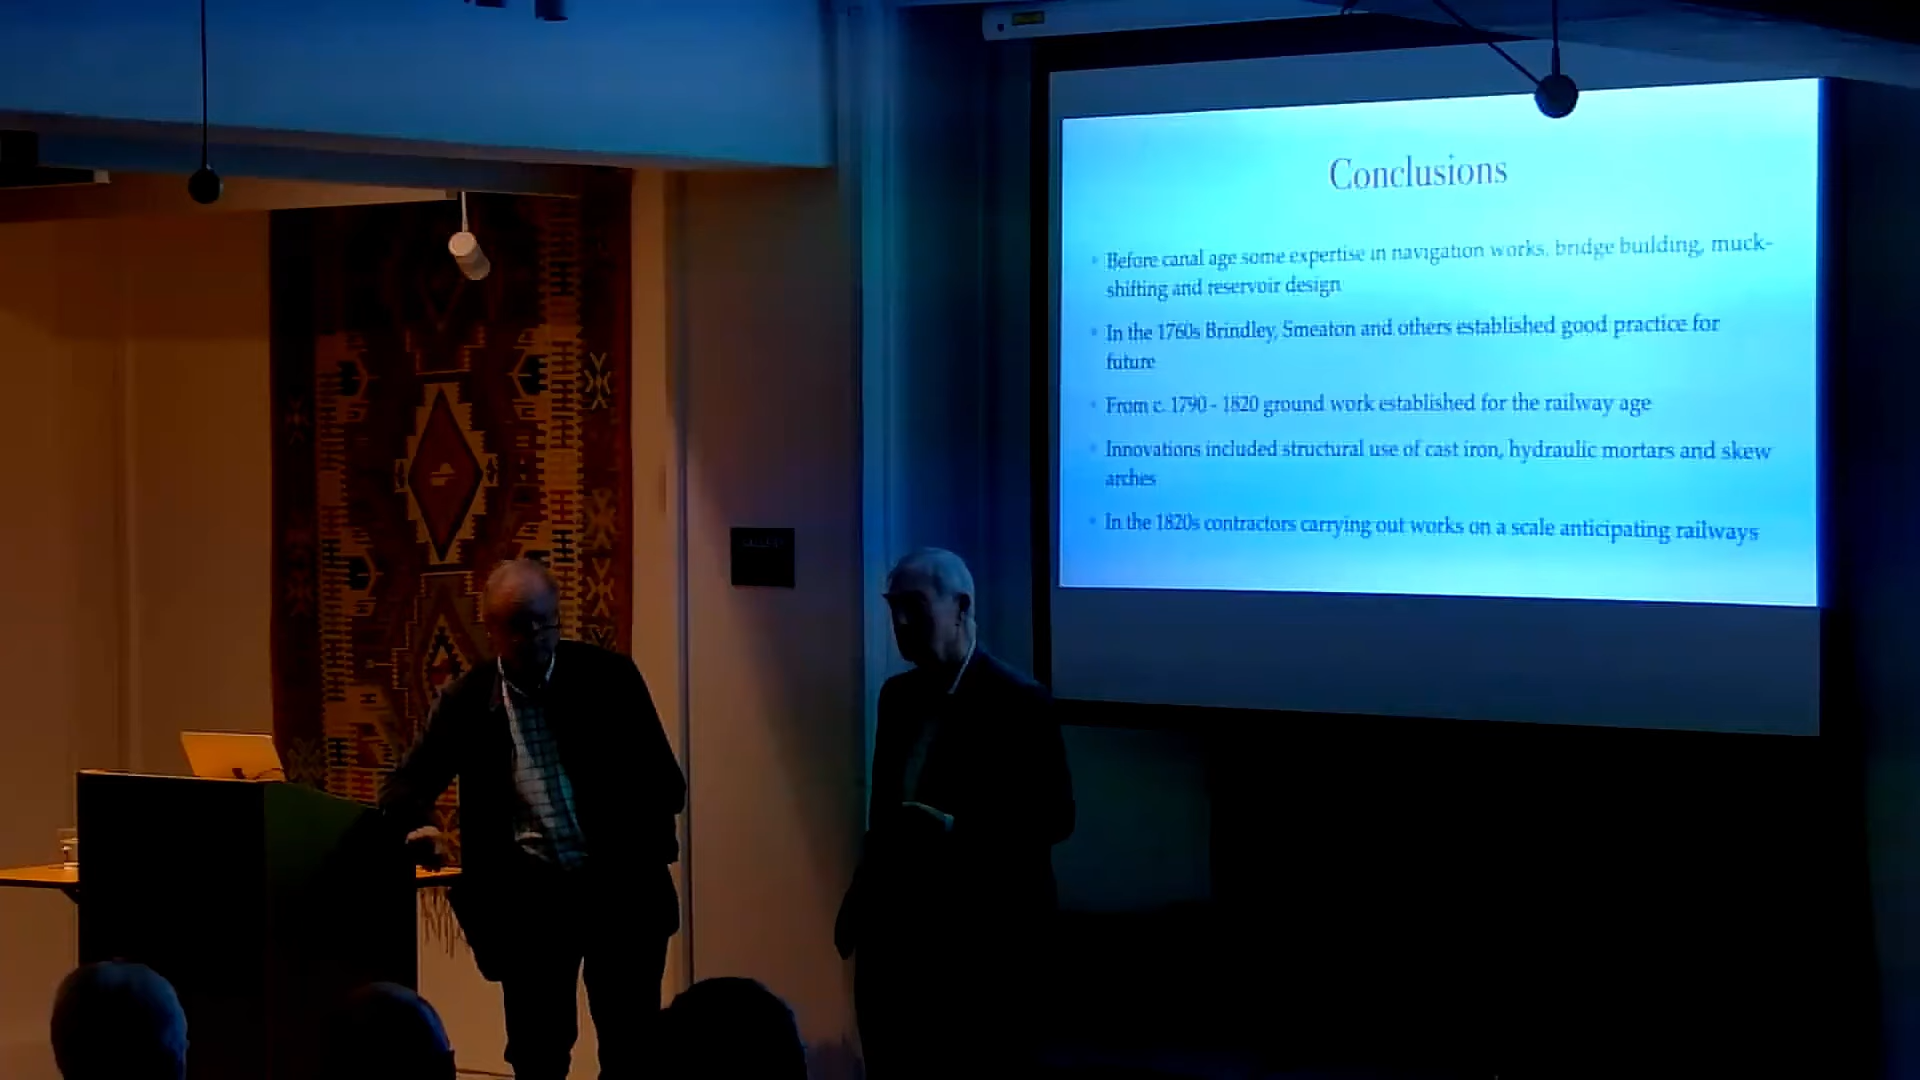 Conclusions
• Before canal age some expertise in navigation works, bridge building, muck-
shifting and reservoir design
• In the 1760s Brindley, Smeaton and others established good practice for
future
• From c. 1790 - 1820 ground work established for the railway age
• Innovations included structural use of cast iron, hydraulic mortars and skew
arches
• In the 1820s contractors carrying out works on a scale anticipating railways